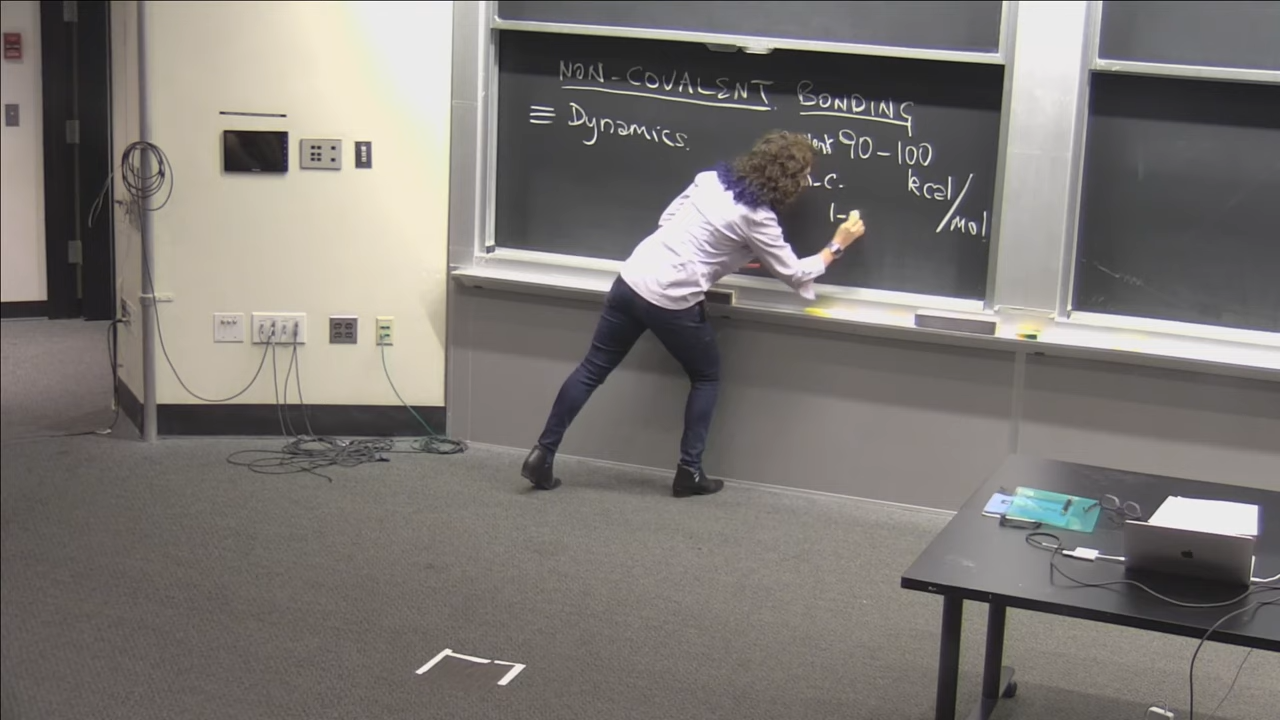 NON-COVALENT BONDING
≡ Dynamics.
90-100
kcal/mol
-c.
1-